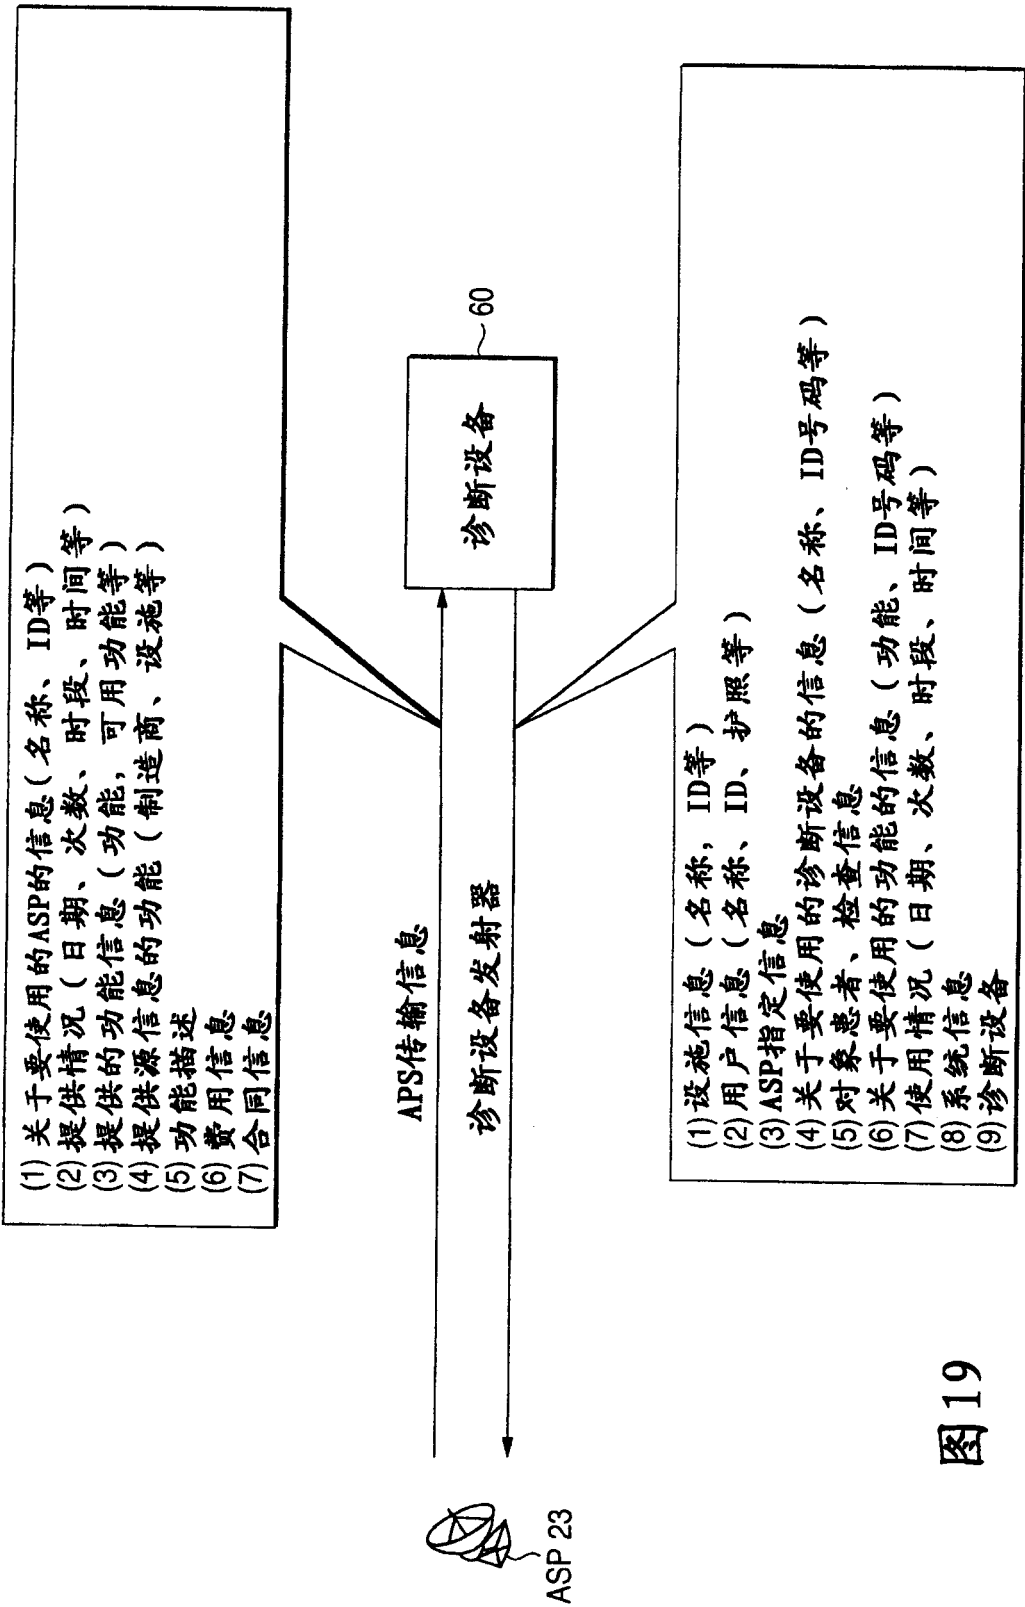 (1)关于要使用的ASP的信息(名称、ID等)
(2)提供情况(日期、次数、时段、时间等)
(3)提供的功能信息(功能，可用功能等)
(4)提供源信息的功能(制造商、设施等)
(5)功能描述
(6)费用信息
(7)合同信息
APS传输信息
诊断设备发射器
诊断设备
60
ASP 23
(1)设施信息(名称，ID等)
(2)用户信息(名称、ID、护照等)
(3)ASP指定信息
(4)关于要使用的诊断设备的信息(名称、ID号码等)
(5)对象患者、检查信息
(6)关于要使用的功能的信息(功能、ID号码等)
(7)使用情况(日期、次数、时段、时间等)
(8)系统信息
(9)诊断设备
图19